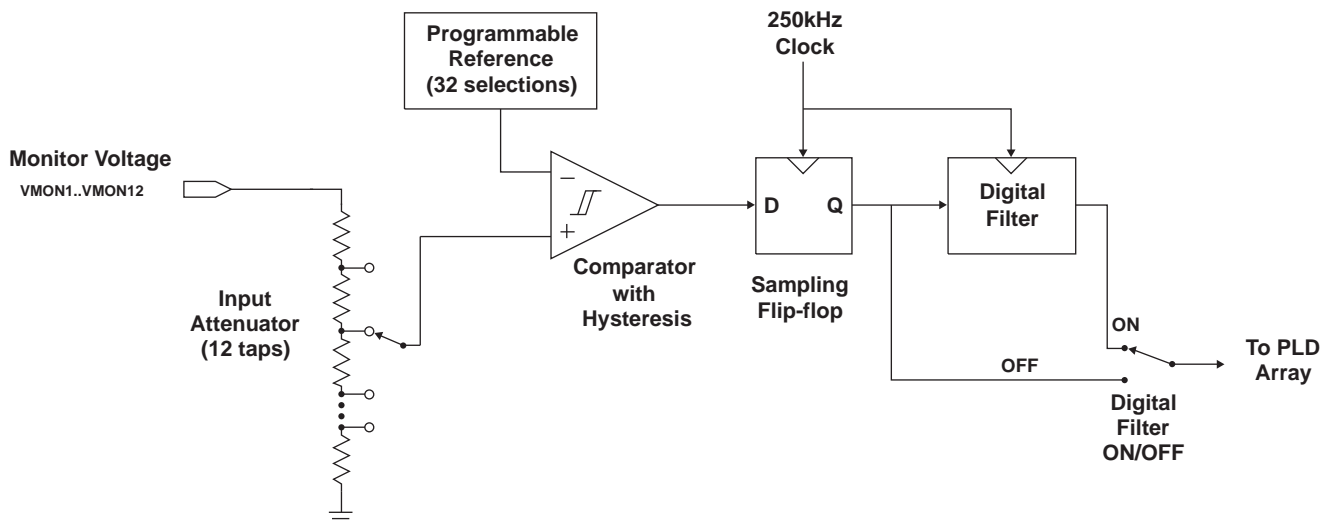 Programmable
Reference
(32 selections)
250kHz
Clock
Monitor Voltage
VMON1..VMON12
−
+
D
Q
Digital
Filter
Comparator
with
Hysteresis
Sampling
Flip-flop
Input
Attenuator
(12 taps)
ON
OFF
To PLD
Array
Digital
Filter
ON/OFF